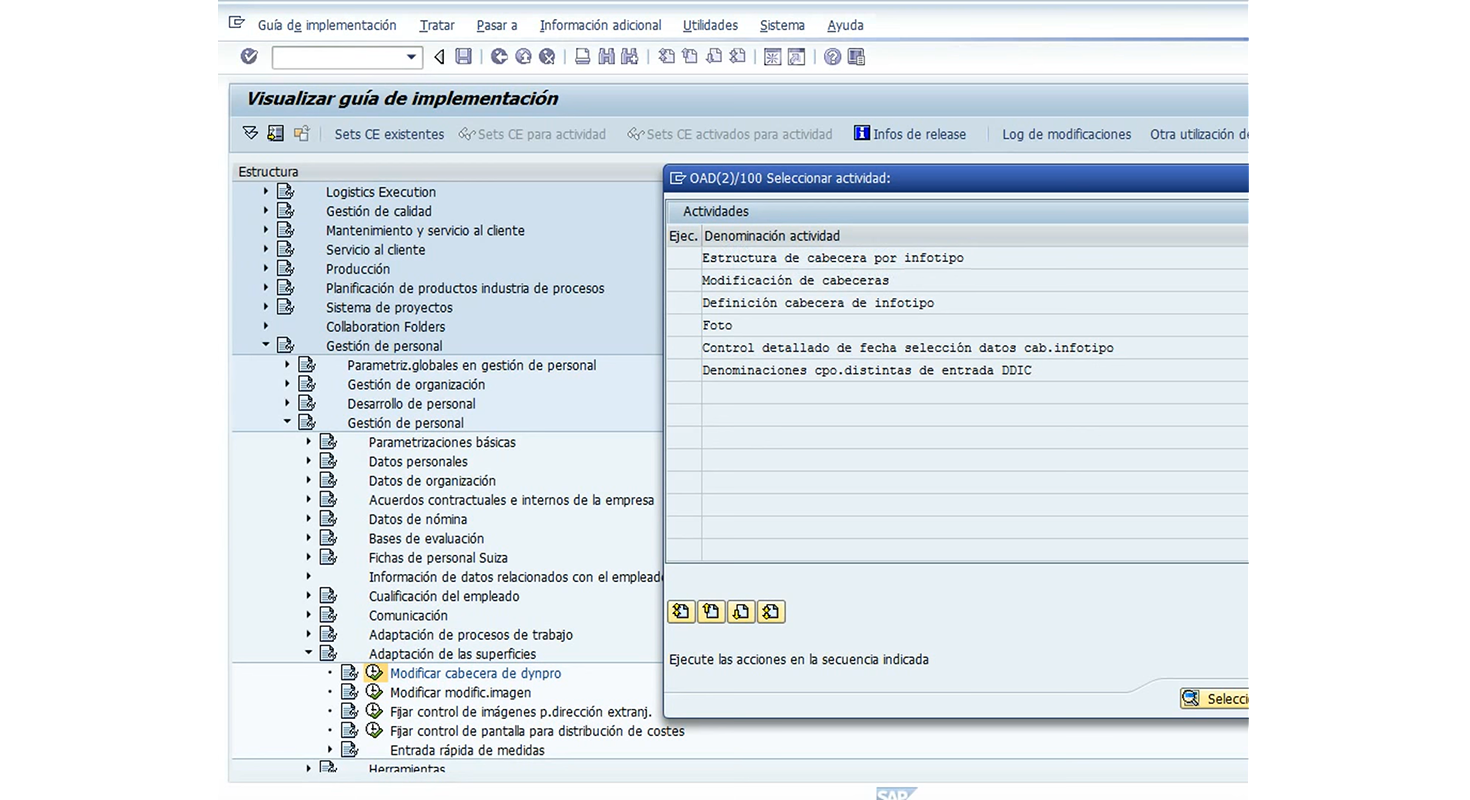 Guía de implementación Tratar Pasar a Información adicional Utilidades Sistema Ayuda
Visualizar guía de implementación
Sets CE existentes Sets CE para actividad Sets CE activados para actividad Infos de release Log de modificaciones Otra utilización
Estructura
Logistics Execution
Gestión de calidad
Mantenimiento y servicio al cliente
Servicio al cliente
Producción
Planificación de productos industria de procesos
Sistema de proyectos
Collaboration Folders
Gestión de personal
Parametriz.globales en gestión de personal
Gestión de organización
Desarrollo de personal
Gestión de personal
Parametrizaciones básicas
Datos personales
Datos de organización
Acuerdos contractuales e internos de la empresa
Datos de nómina
Bases de evaluación
Fichas de personal Suiza
Información de datos relacionados con el empleado
Cualificación del empleado
Comunicación
Adaptación de procesos de trabajo
Adaptación de las superficies
Modificar cabecera de dynpro
Modificar modific.imagen
Fijar control de imágenes p.dirección extranj.
Fijar control de pantalla para distribución de costes
Entrada rápida de medidas
Herramientas
OAD(2)/100 Seleccionar actividad:
Actividades
Ejec. Denominación actividad
Estructura de cabecera por infotipo
Modificación de cabeceras
Definición cabecera de infotipo
Foto
Control detallado de fecha selección datos cab.infotipo
Denominaciones cpo.distintas de entrada DDIC
Ejecute las acciones en la secuencia indicada
Selecci
SAP